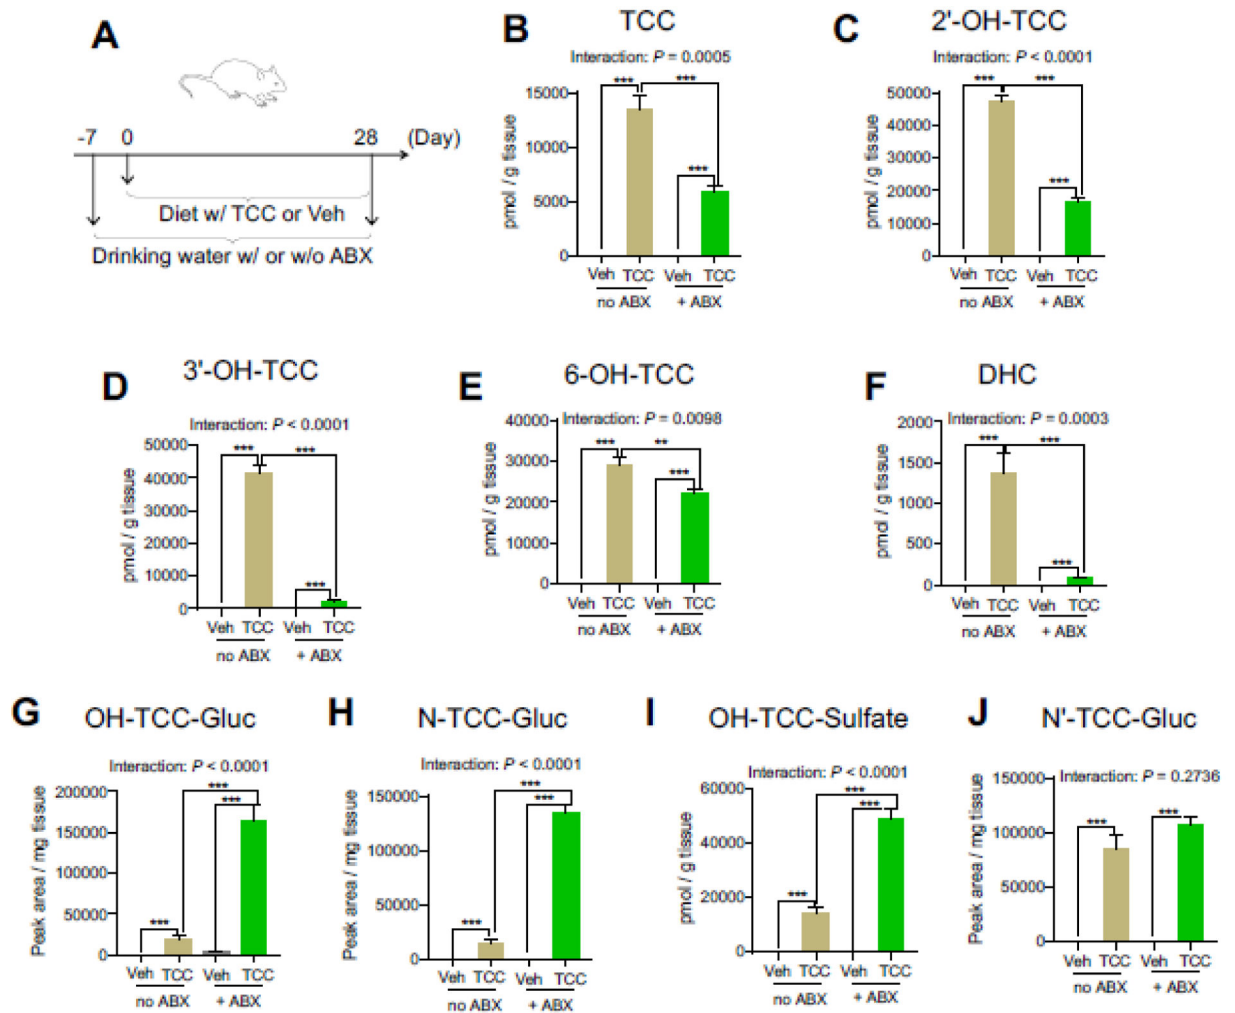 A
-7 0 28 (Day)
Diet w/ TCC or Veh
Drinking water w/ or w/o ABX
B
TCC
Interaction: P = 0.0005
*** ***
***
pmol / g tissue
15000
10000
5000
0
Veh TCC Veh TCC
no ABX + ABX
C
2'-OH-TCC
Interaction: P < 0.0001
*** ***
***
pmol / g tissue
50000
40000
30000
20000
10000
0
Veh TCC Veh TCC
no ABX + ABX
D
3'-OH-TCC
Interaction: P < 0.0001
*** ***
***
pmol / g tissue
50000
40000
30000
20000
10000
0
Veh TCC Veh TCC
no ABX + ABX
E
6-OH-TCC
Interaction: P = 0.0098
*** **
***
pmol / g tissue
40000
30000
20000
10000
0
Veh TCC Veh TCC
no ABX + ABX
F
DHC
Interaction: P = 0.0003
*** ***
***
pmol / g tissue
2000
1500
1000
500
0
Veh TCC Veh TCC
no ABX + ABX
G
OH-TCC-Gluc
Interaction: P < 0.0001
***
***
***
Peak area / mg tissue
200000
150000
100000
50000
0
Veh TCC Veh TCC
no ABX + ABX
H
N-TCC-Gluc
Interaction: P < 0.0001
***
***
***
Peak area / mg tissue
150000
100000
50000
0
Veh TCC Veh TCC
no ABX + ABX
I
OH-TCC-Sulfate
Interaction: P < 0.0001
***
***
***
pmol / g tissue
60000
40000
20000
0
Veh TCC Veh TCC
no ABX + ABX
J
N'-TCC-Gluc
Interaction: P = 0.2736
*** ***
Peak area / mg tissue
150000
100000
50000
0
Veh TCC Veh TCC
no ABX + ABX